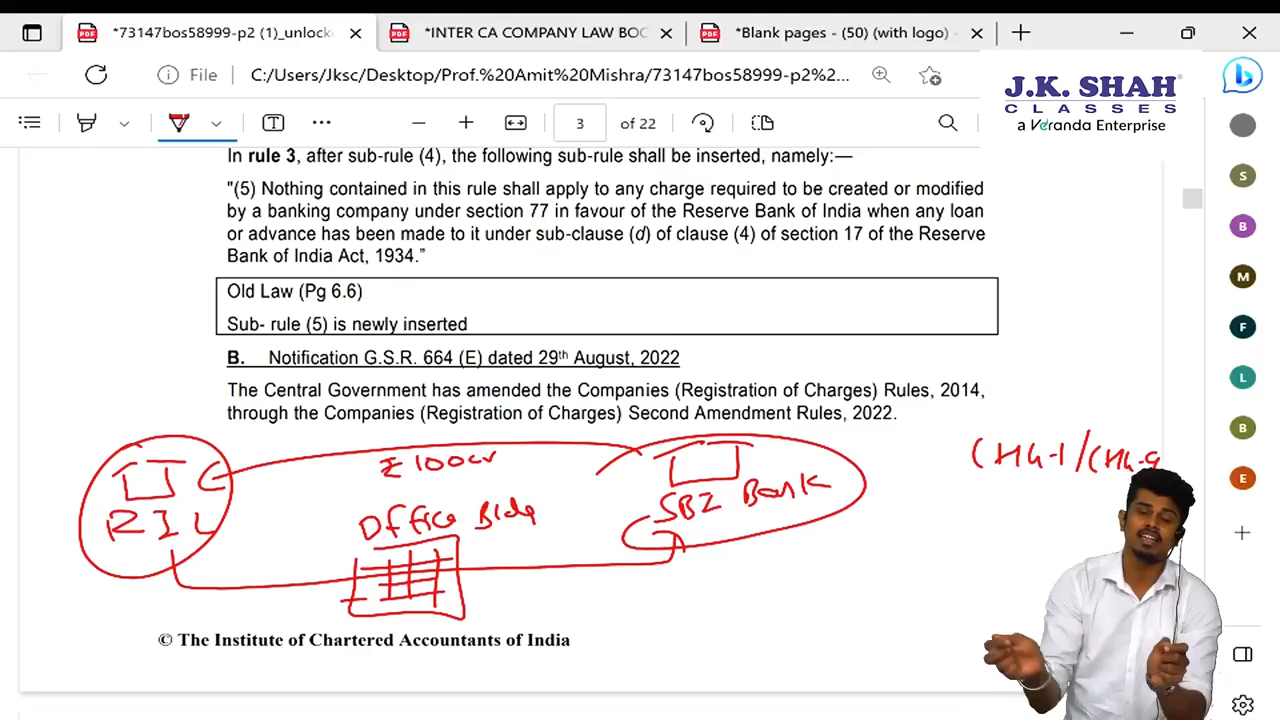 *73147bos58999-p2 (1)_unlock
*INTER CA COMPANY LAW BOO
*Blank pages - (50) (with logo)
File
C:/Users/Jksc/Desktop/Prof.%20Amit%20Mishra/73147bos58999-p2%2...
J.K. SHAH
CLASSES
a Veranda Enterprise
3 of 22
In rule 3, after sub-rule (4), the following sub-rule shall be inserted, namely:—
"(5) Nothing contained in this rule shall apply to any charge required to be created or modified
by a banking company under section 77 in favour of the Reserve Bank of India when any loan
or advance has been made to it under sub-clause (d) of clause (4) of section 17 of the Reserve
Bank of India Act, 1934."
Old Law (Pg 6.6)
Sub- rule (5) is newly inserted
B. Notification G.S.R. 664 (E) dated 29th August, 2022
The Central Government has amended the Companies (Registration of Charges) Rules, 2014,
through the Companies (Registration of Charges) Second Amendment Rules, 2022.
₹100cr
CHG-1/CHG-9
RIL
Office Bldg
SBI Bank
© The Institute of Chartered Accountants of India
S
B
M
F
L
B
E